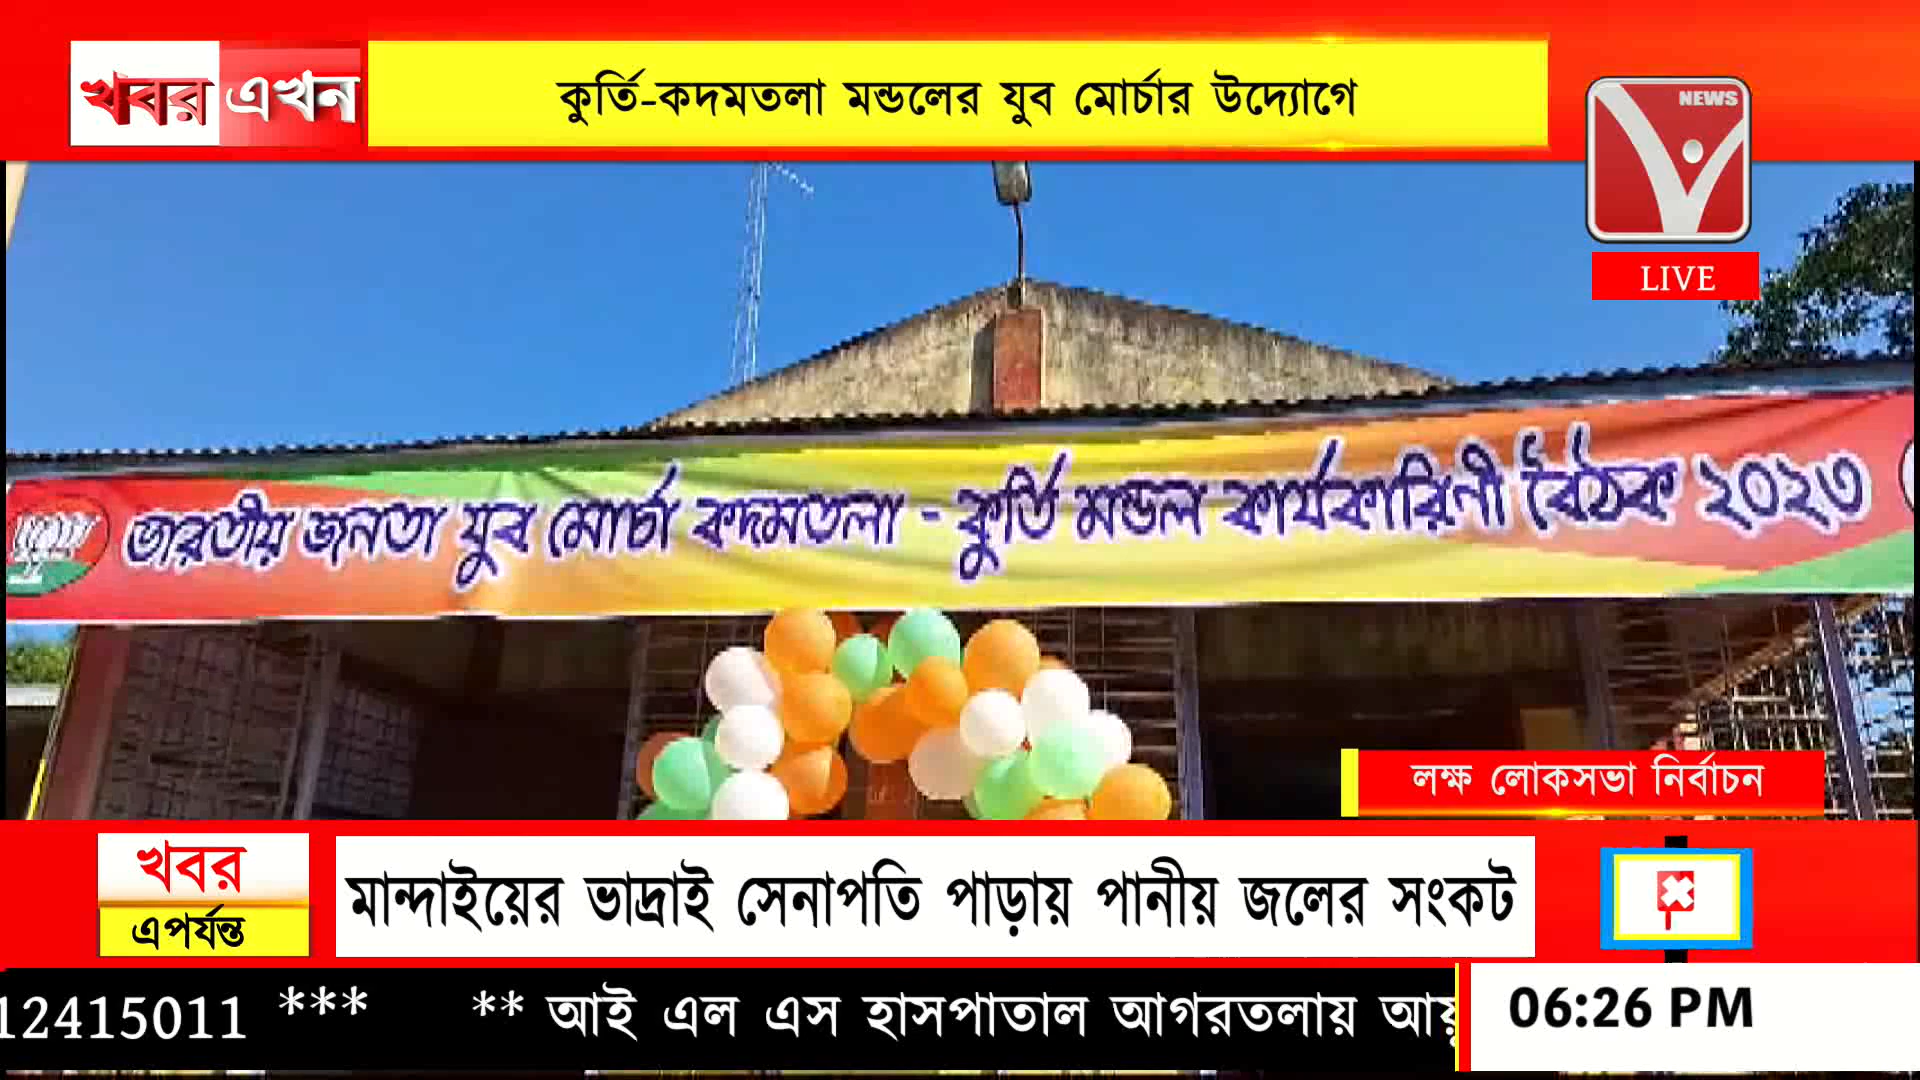 খবর এখন
কুর্তি-কদমতলা মন্ডলের যুব মোর্চার উদ্যোগে
NEWS
LIVE
ভারতীয় জনতা যুব মোর্চা কদমতলা - কুর্তি মন্ডল কার্যকারিণী বৈঠক ২০২৩
লক্ষ লোকসভা নির্বাচন
খবর
এপর্যন্ত
মান্দাইয়ের ভাদ্রাই সেনাপতি পাড়ায় পানীয় জলের সংকট
12415011 *** ** আই এল এস হাসপাতাল আগরতলায়
06:26 PM